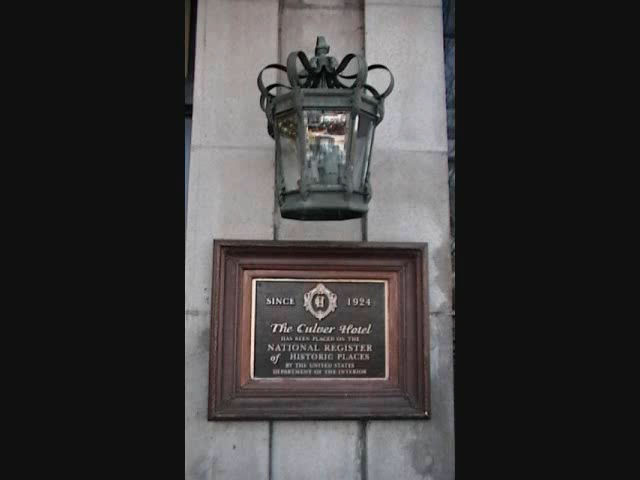 SINCE H 1924
The Culver Hotel
HAS BEEN PLACED ON THE
NATIONAL REGISTER
of HISTORIC PLACES
BY THE UNITED STATES
DEPARTMENT OF THE INTERIOR